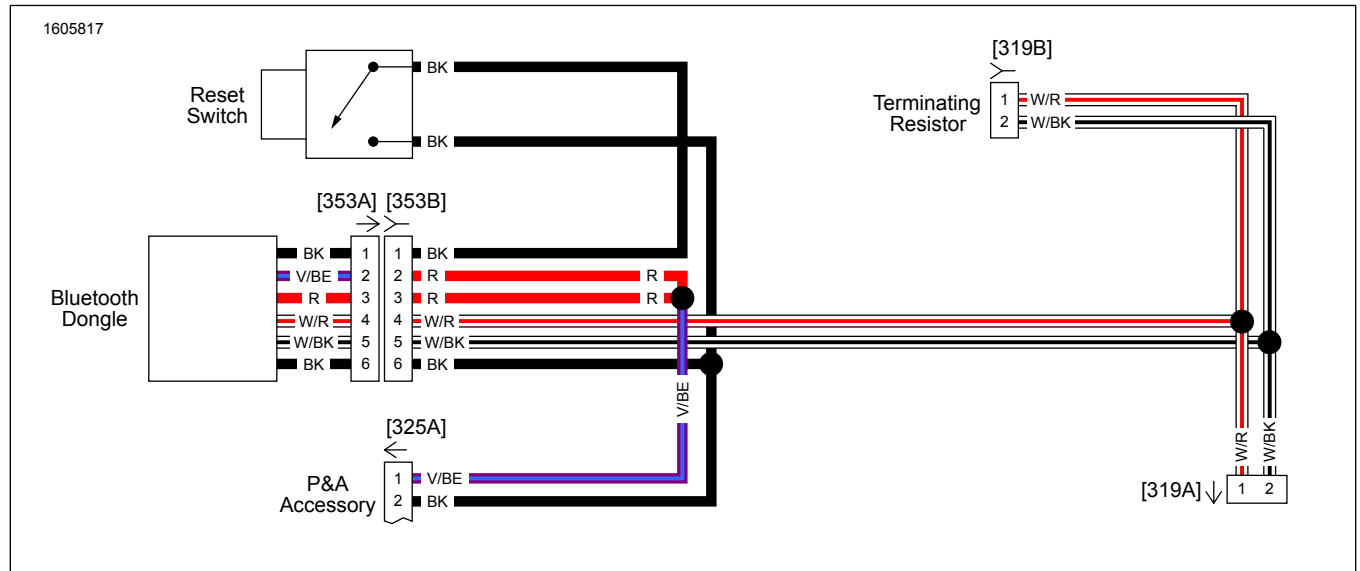 1605817
Reset
Switch
BK
BK
[319B]
Terminating
Resistor
1 W/R
2 W/BK
[353A] [353B]
Bluetooth
Dongle
BK 1 1 BK
V/BE 2 2 R R
R 3 3 R R
W/R 4 4 W/R
W/BK 5 5 W/BK
BK 6 6 BK
V/BE
[325A]
P&A
Accessory
1 V/BE
2 BK
W/R
W/BK
[319A] 1 2